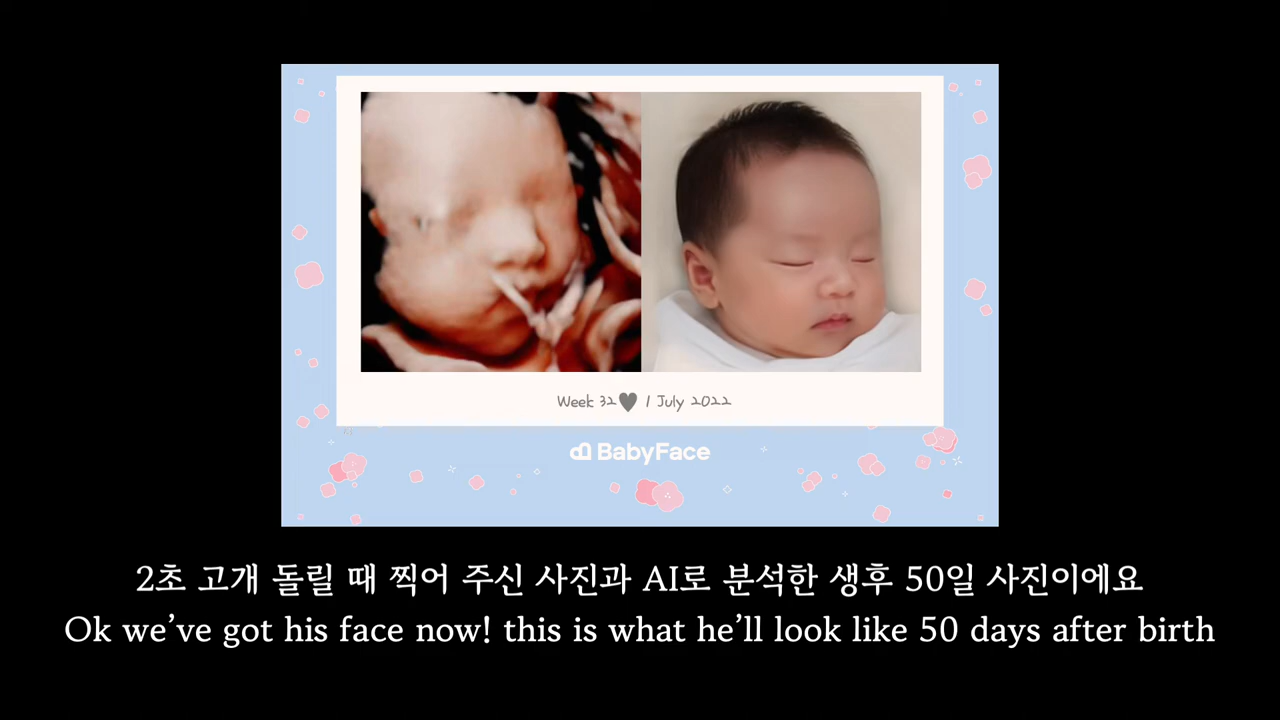 Week 32♥ 1 July 2022
BabyFace
2초 고개 돌릴 때 찍어 주신 사진과 AI로 분석한 생후 50일 사진이에요
Ok we’ve got his face now! this is what he’ll look like 50 days after birth